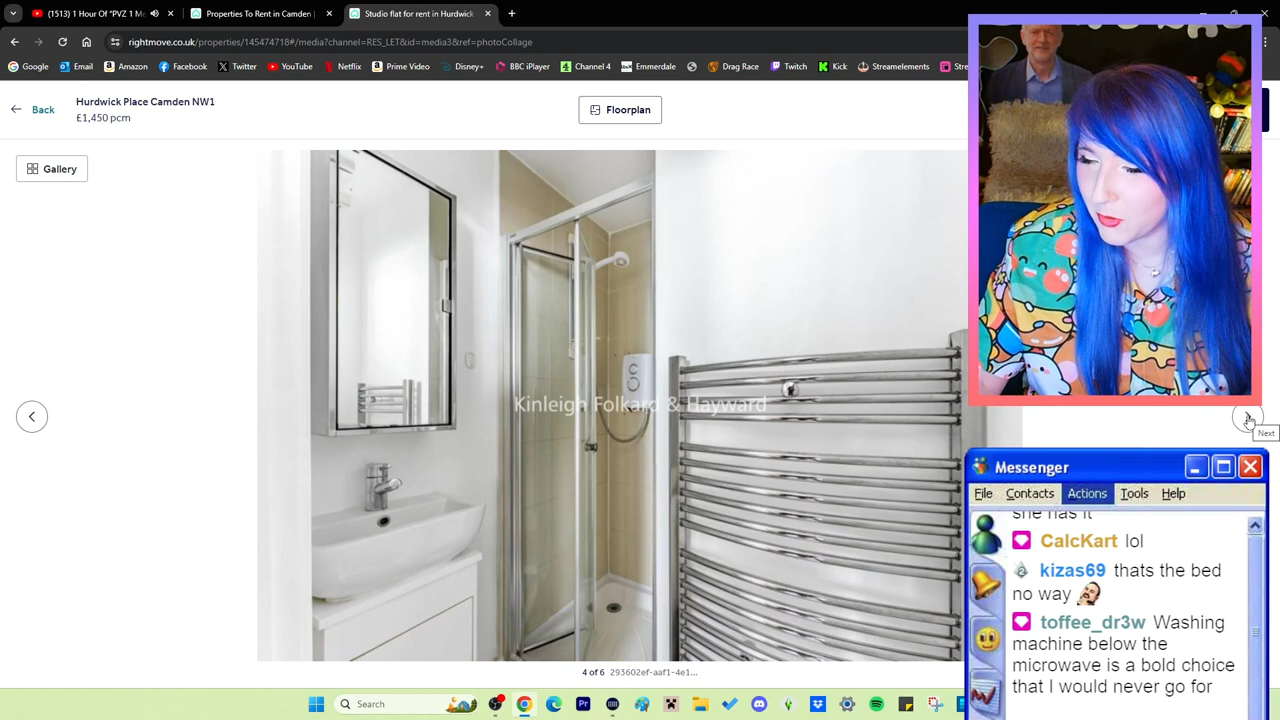 (1513) 1 Hour Of "PVZ 1 M
Properties To Rent in Camden
Studio flat for rent in Hurdwick
rightmove.co.uk/properties/145474718#/media?channel=RES_LET&id=media3&ref=photoCollage
Google Email Amazon Facebook Twitter YouTube Netflix Prime Video Disney+ BBC iPlayer Channel 4 Emmerdale Drag Race Twitch Kick Streamelements Stre
Back
Hurdwick Place Camden NW1
£1,450 pcm
Floorplan
Gallery
Kinleigh Folkard & Hayward
Next
4 of 6 293602ef-aaf1-4e1...
Messenger
File Contacts Actions Tools Help
she has it
CalcKart lol
kizas69 thats the bed
no way
toffee_dr3w Washing
machine below the
microwave is a bold choice
that I would never go for
Search